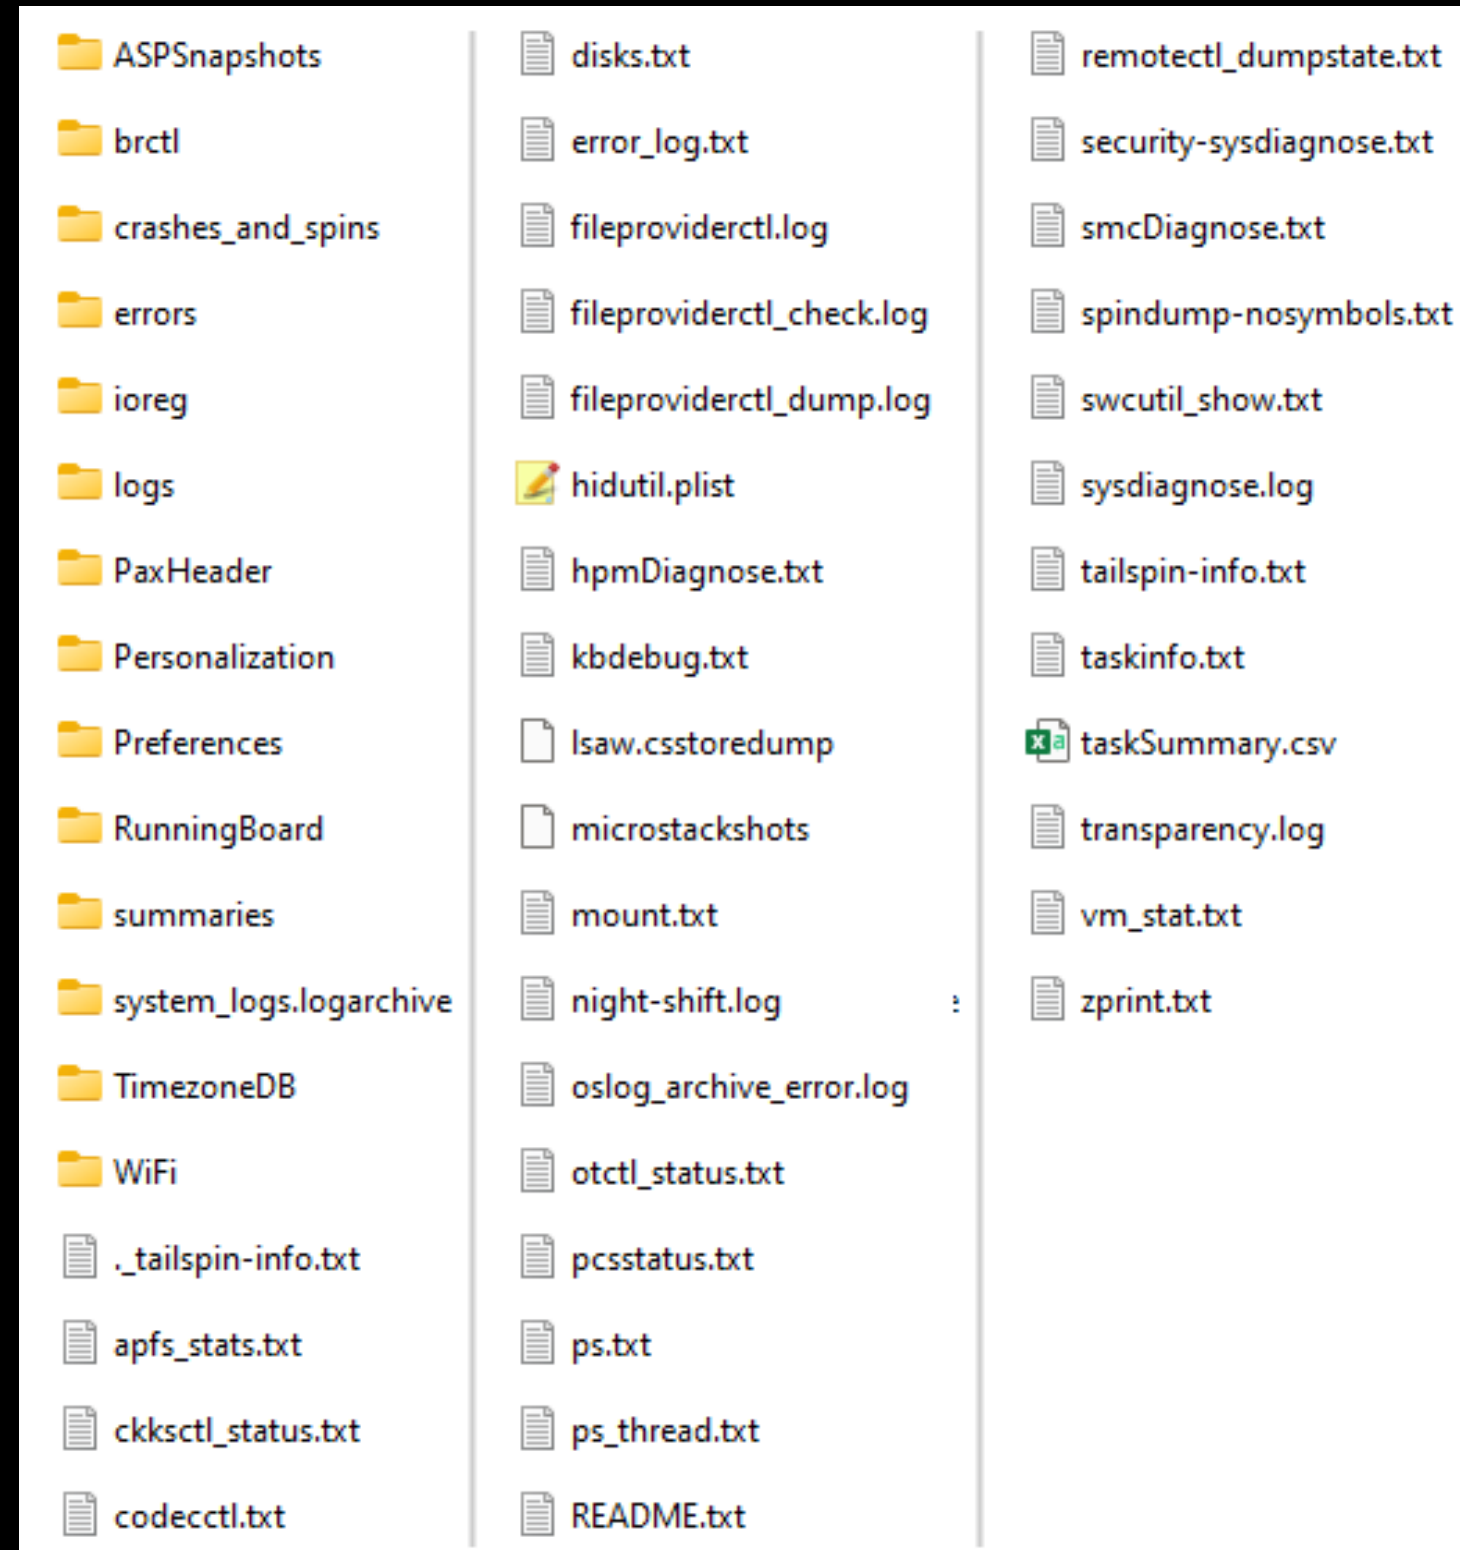 ASPSnapshots
brctl
crashes_and_spins
errors
ioreg
logs
PaxHeader
Personalization
Preferences
RunningBoard
summaries
system_logs.logarchive
TimezoneDB
WiFi
._tailspin-info.txt
apfs_stats.txt
ckksctl_status.txt
codecctl.txt
disks.txt
error_log.txt
fileproviderctl.log
fileproviderctl_check.log
fileproviderctl_dump.log
hidutil.plist
hpmDiagnose.txt
kbdebug.txt
lsaw.csstoredump
microstackshots
mount.txt
night-shift.log
oslog_archive_error.log
otctl_status.txt
pcsstatus.txt
ps.txt
ps_thread.txt
README.txt
remotectl_dumpstate.txt
security-sysdiagnose.txt
smcDiagnose.txt
spindump-nosymbols.txt
swcutil_show.txt
sysdiagnose.log
tailspin-info.txt
taskinfo.txt
taskSummary.csv
transparency.log
vm_stat.txt
zprint.txt